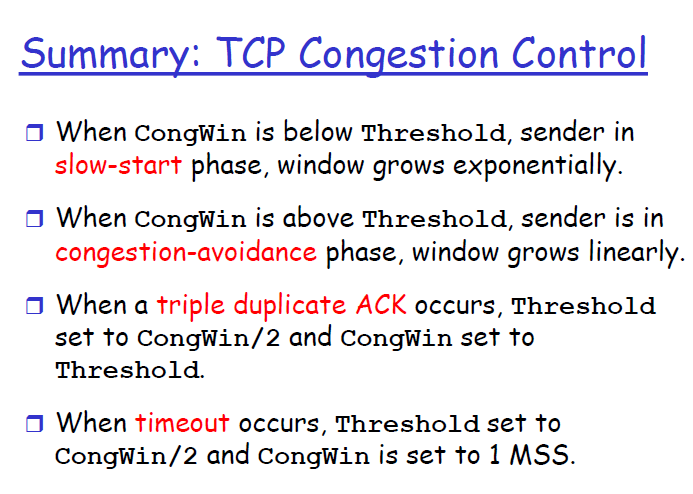 Summary: TCP Congestion Control
When CongWin is below Threshold, sender in
slow-start phase, window grows exponentially.
When CongWin is above Threshold, sender is in
congestion-avoidance phase, window grows linearly.
When a triple duplicate ACK occurs, Threshold
set to CongWin/2 and CongWin set to
Threshold.
When timeout occurs, Threshold set to
CongWin/2 and CongWin is set to 1 MSS.